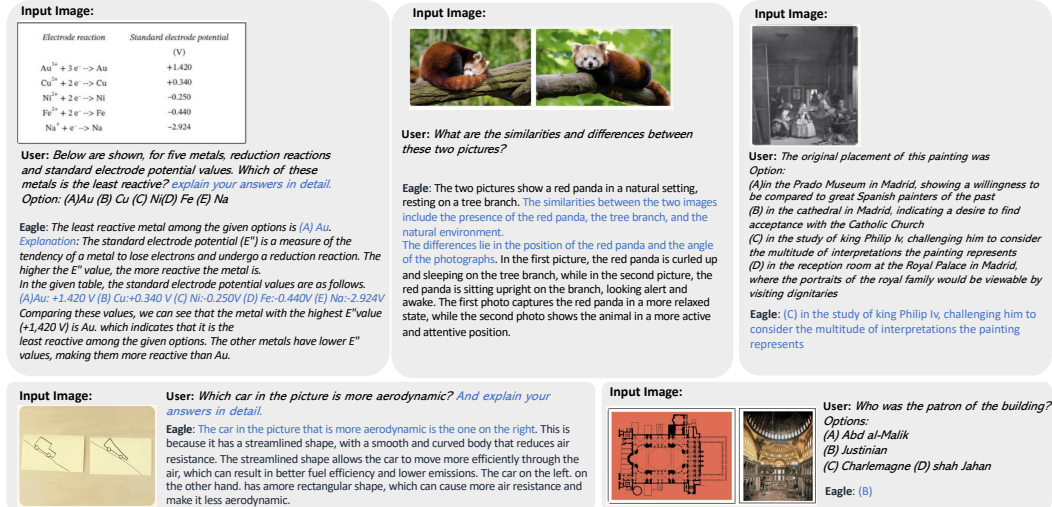 Input Image:
Electrode reaction Standard electrode potential
(V)
Au³⁺ + 3 e⁻ --> Au +1.420
Cu²⁺ + 2 e⁻ --> Cu +0.340
Ni²⁺ + 2 e⁻ --> Ni –0.250
Fe²⁺ + 2 e⁻ --> Fe –0.440
Na⁺ + e⁻ --> Na –2.924
User: Below are shown, for five metals, reduction reactions
and standard electrode potential values. Which of these
metals is the least reactive? explain your answers in detail.
Option: (A)Au (B) Cu (C) Ni(D) Fe (E) Na
Eagle: The least reactive metal among the given options is (A) Au.
Explanation: The standard electrode potential (E") is a measure of the
tendency of a metal to lose electrons and undergo a reduction reaction. The
higher the E" value, the more reactive the metal is.
In the given table, the standard electrode potential values are as follows.
(A)Au: +1.420 V (B) Cu:+0.340 V (C) Ni:-0.250V (D) Fe:-0.440V (E) Na:-2.924V
Comparing these values, we can see that the metal with the highest E"value
(+1,420 V) is Au. which indicates that it is the
least reactive among the given options. The other metals have lower E"
values, making them more reactive than Au.
Input Image:
User: What are the similarities and differences between
these two pictures?
Eagle: The two pictures show a red panda in a natural setting,
resting on a tree branch. The similarities between the two images
include the presence of the red panda, the tree branch, and the
natural environment.
The differences lie in the position of the red panda and the angle
of the photographs. In the first picture, the red panda is curled up
and sleeping on the tree branch, while in the second picture, the
red panda is sitting upright on the branch, looking alert and
awake. The first photo captures the red panda in a more relaxed
state, while the second photo shows the animal in a more active
and attentive position.
Input Image:
User: The original placement of this painting was
Option:
(A)in the Prado Museum in Madrid, showing a willingness to
be compared to great Spanish painters of the past
(B) in the cathedral in Madrid, indicating a desire to find
acceptance with the Catholic Church
(C) in the study of king Philip Iv, challenging him to consider
the multitude of interpretations the painting represents
(D) in the reception room at the Royal Palace in Madrid,
where the portraits of the royal family would be viewable by
visiting dignitaries
Eagle: (C) in the study of king Philip Iv, challenging him to
consider the multitude of interpretations the painting
represents
Input Image:
User: Which car in the picture is more aerodynamic? And explain your
answers in detail.
Eagle: The car in the picture that is more aerodynamic is the one on the right. This is
because it has a streamlined shape, with a smooth and curved body that reduces air
resistance. The streamlined shape allows the car to move more efficiently through the
air, which can result in better fuel efficiency and lower emissions. The car on the left. on
the other hand. has amore rectangular shape, which can cause more air resistance and
make it less aerodynamic.
Input Image:
User: Who was the patron of the building?
Options:
(A) Abd al-Malik
(B) Justinian
(C) Charlemagne (D) shah Jahan
Eagle: (B)